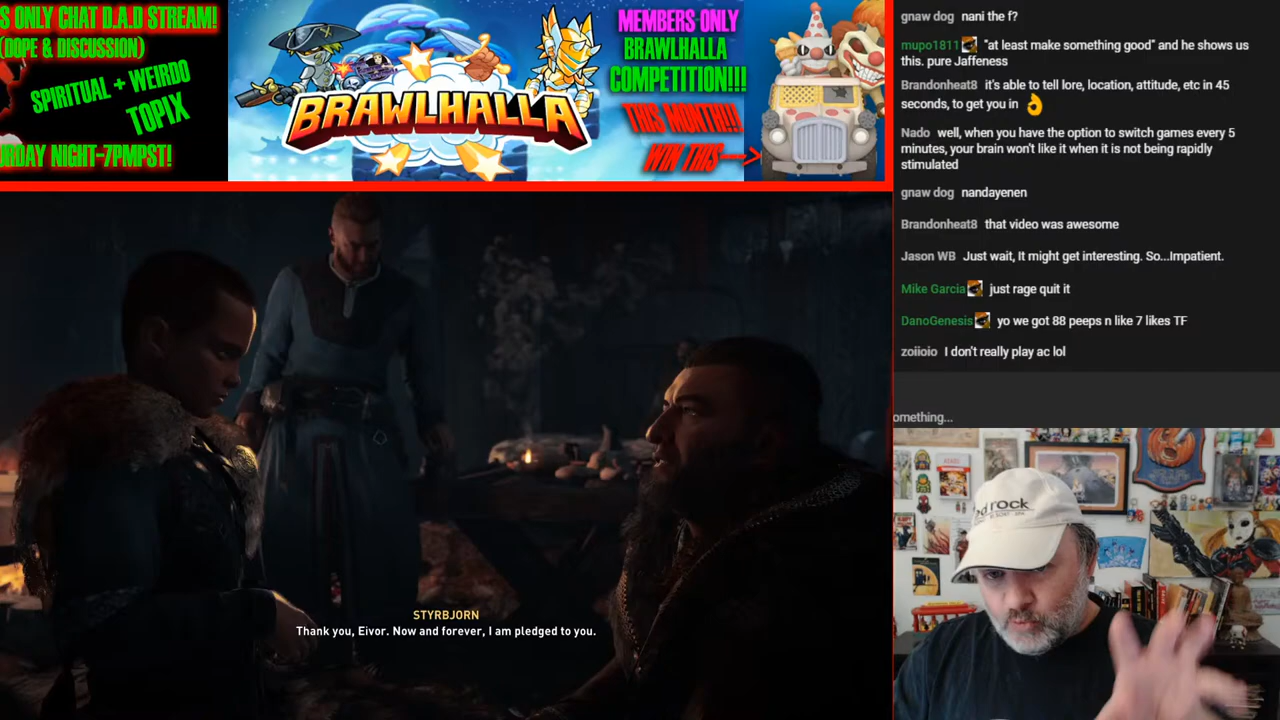 S ONLY CHAT D.A.D STREAM!
(DOPE & DISCUSSION)
SPIRITUAL + WEIRDO
TOPIX
URDAY NIGHT-7PMPST!
BRAWLHALLA
MEMBERS ONLY
BRAWLHALLA
COMPETITION!!!
THIS MONTH!!!
WIN THIS--->
gnaw dog nani the f?
mupo1811 "at least make something good" and he shows us
this. pure Jaffeness
Brandonheat8 it's able to tell lore, location, attitude, etc in 45
seconds, to get you in 👌
Nado well, when you have the option to switch games every 5
minutes, your brain won't like it when it is not being rapidly
stimulated
gnaw dog nandayenen
Brandonheat8 that video was awesome
Jason WB Just wait, It might get interesting. So...Impatient.
Mike Garcia just rage quit it
DanoGenesis yo we got 88 peeps n like 7 likes TF
zoiioio I don't really play ac lol
omething...
STYRBJORN
Thank you, Eivor. Now and forever, I am pledged to you.
ed rock